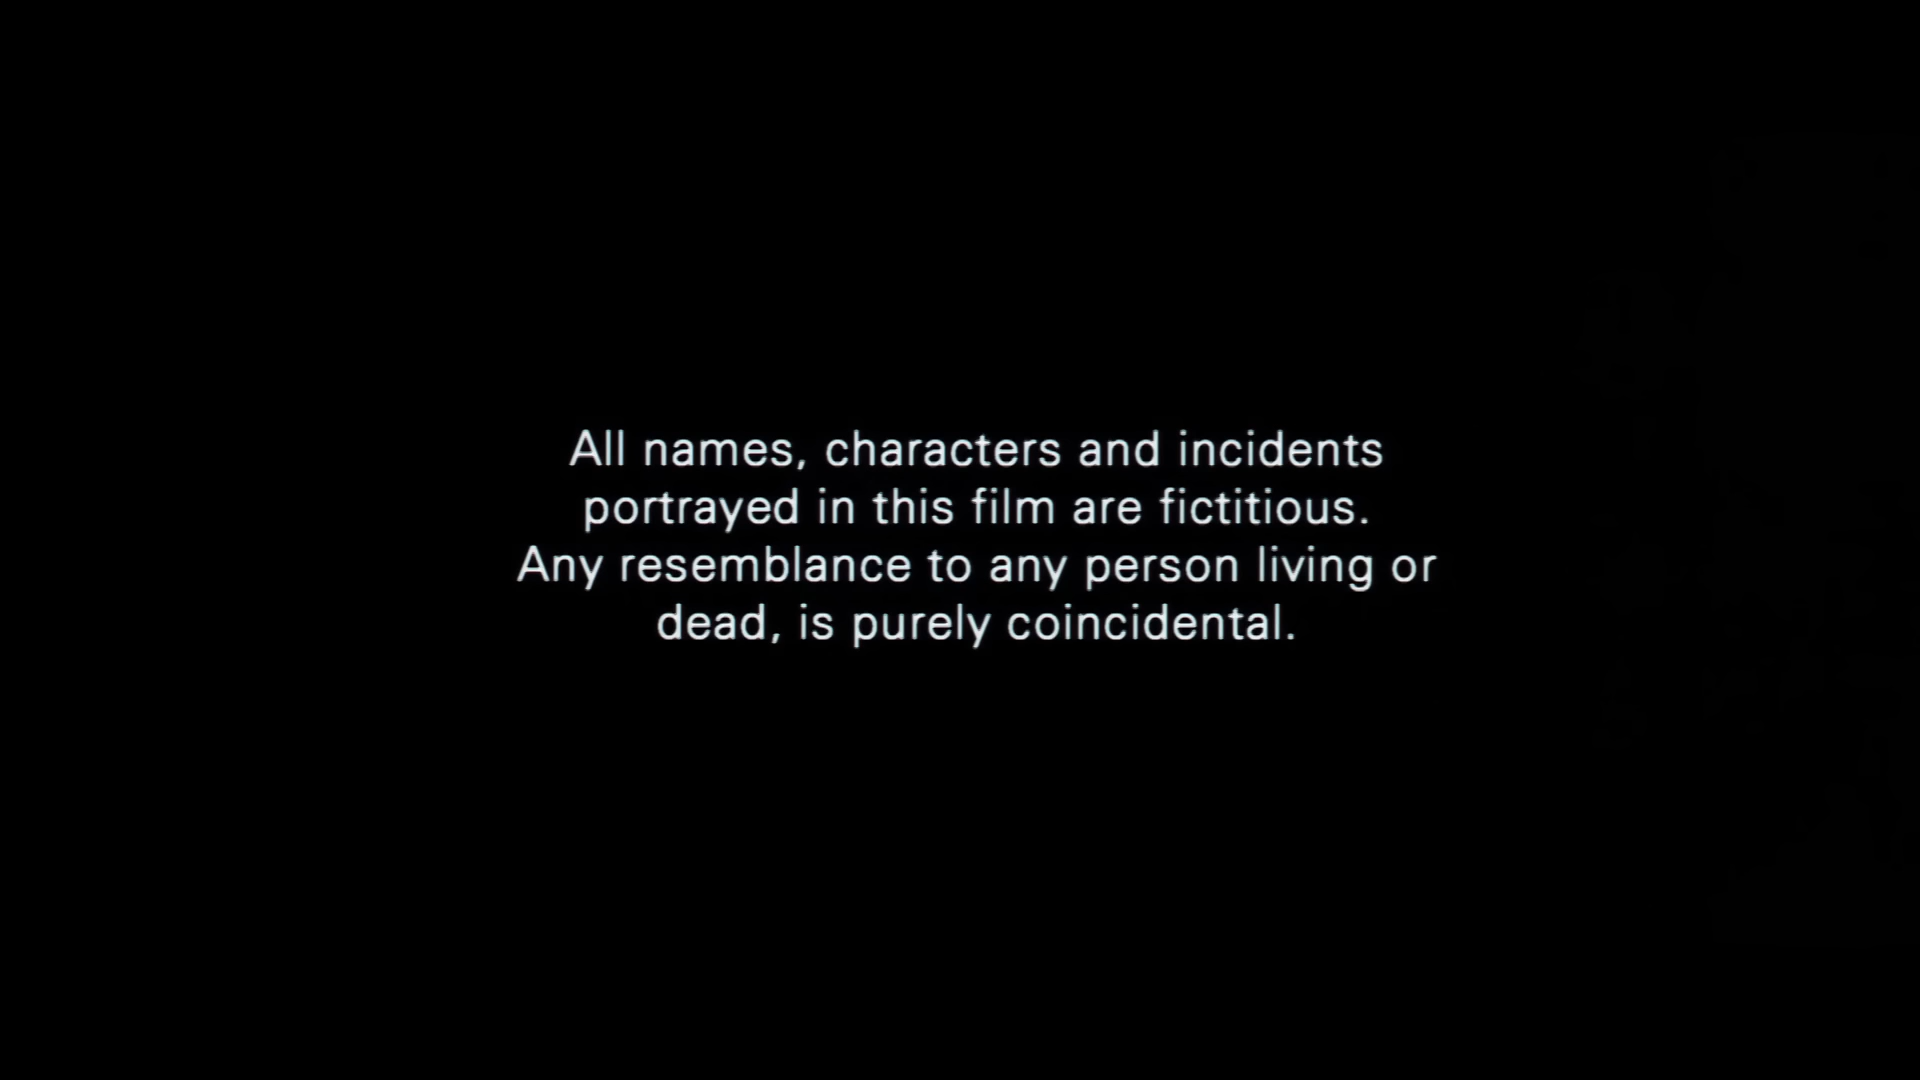 All names, characters and incidents
portrayed in this film are fictitious.
Any resemblance to any person living or
dead, is purely coincidental.